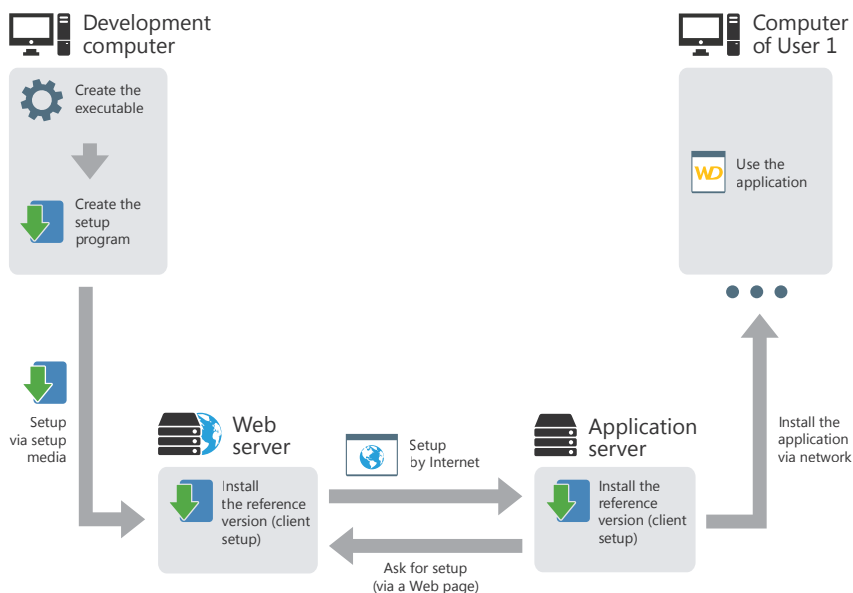 Development
computer
Create the
executable
Create the
setup
program
Computer
of User 1
WD
Use the
application
Setup
via setup
media
Web
server
Install
the reference
version (client
setup)
Setup
by Internet
Ask for setup
(via a Web page)
Application
server
Install the
reference
version (client
setup)
Install the
application
via network